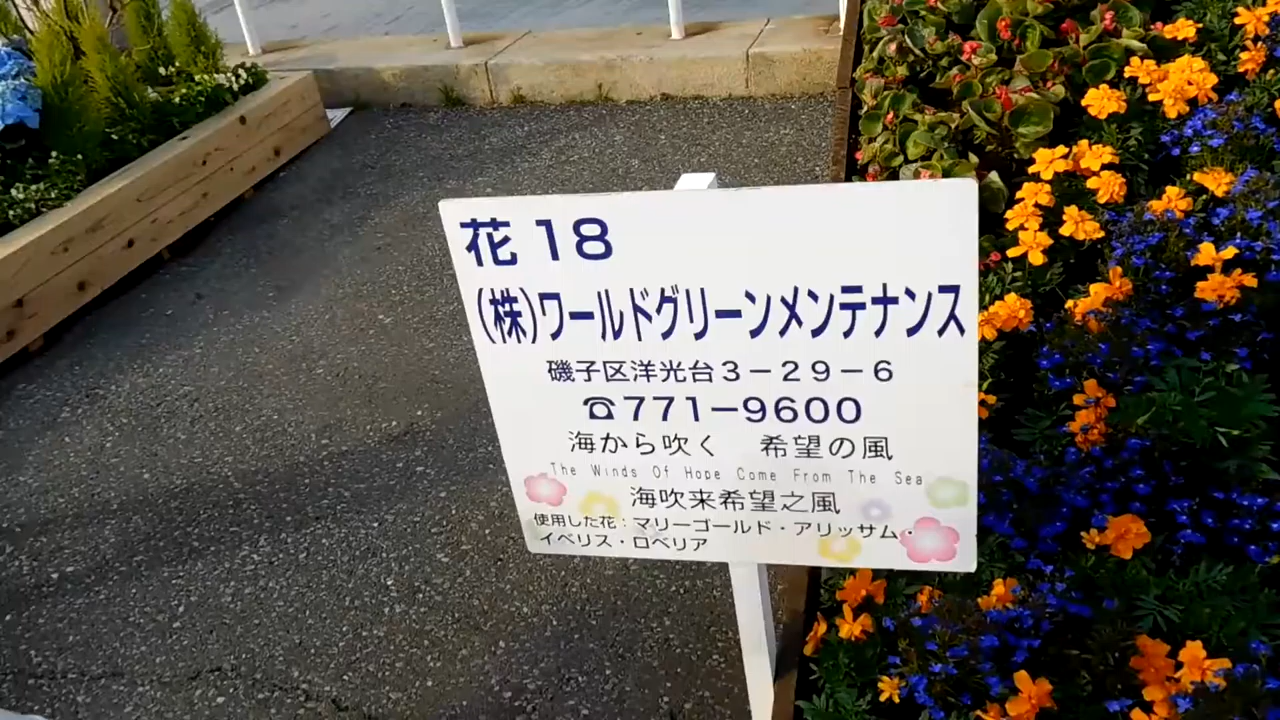 花 18
(株)ワールドグリーンメンテナンス
磯子区洋光台３－２９－６
☎771－9600
海から吹く　希望の風
The Winds Of Hope Come From The Sea
海吹来希望之風
使用した花：マリーゴールド・アリッサム・
イベリス・ロベリア